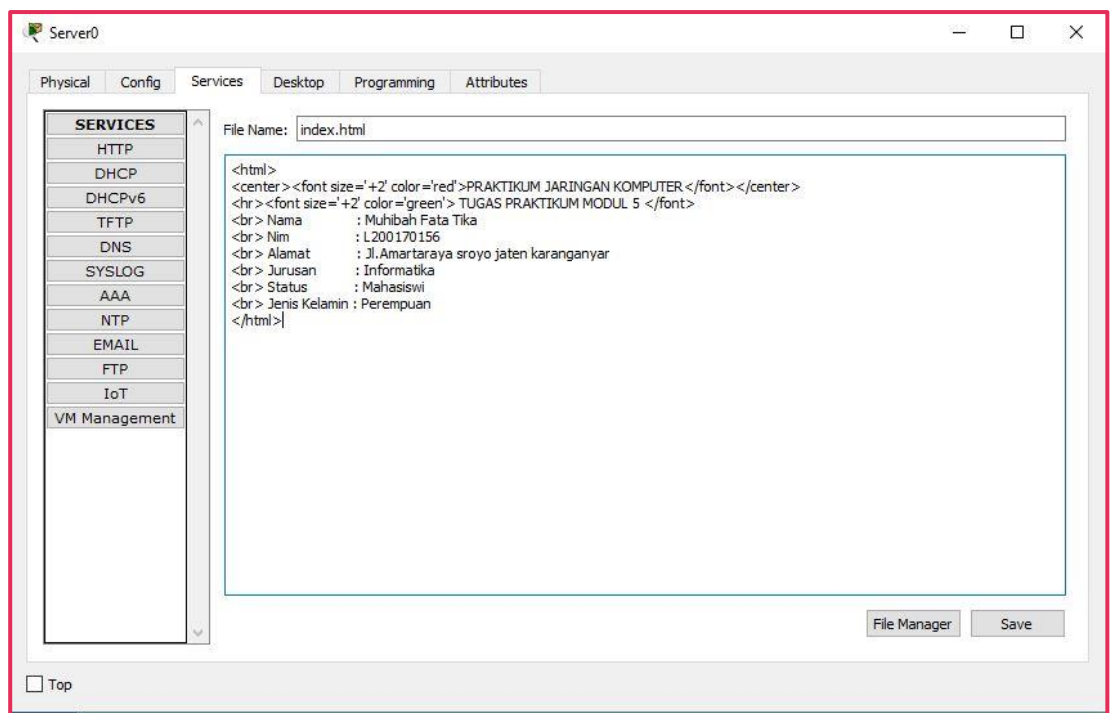 Server0
Physical Config Services Desktop Programming Attributes
SERVICES
HTTP
DHCP
DHCPv6
TFTP
DNS
SYSLOG
AAA
NTP
EMAIL
FTP
IoT
VM Management
File Name: index.html
<html>
<center><font size='+2' color='red'>PRAKTIKUM JARINGAN KOMPUTER</font></center>
<hr><font size='+2' color='green'> TUGAS PRAKTIKUM MODUL 5 </font>
<br> Nama : Muhibah Fata Tika
<br> Nim : L200170156
<br> Alamat : Jl.Amartaraya sroyo jaten karanganyar
<br> Jurusan : Informatika
<br> Status : Mahasiswi
<br> Jenis Kelamin : Perempuan
</html>
File Manager Save
Top